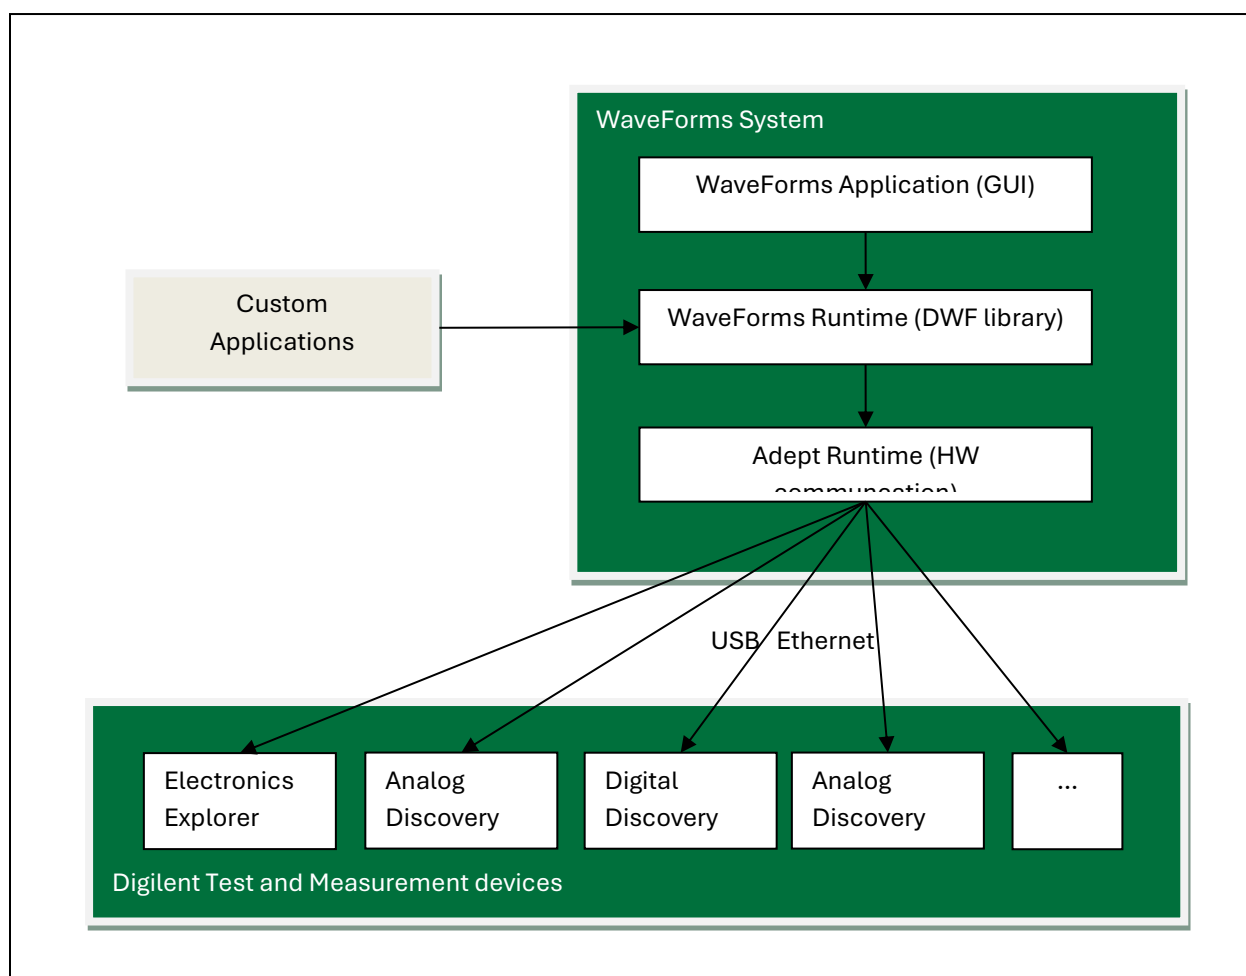 WaveForms System
WaveForms Application (GUI)
Custom
Applications
WaveForms Runtime (DWF library)
Adept Runtime (HW
communcation)
USB Ethernet
Electronics
Explorer
Analog
Discovery
Digital
Discovery
Analog
Discovery
...
Digilent Test and Measurement devices